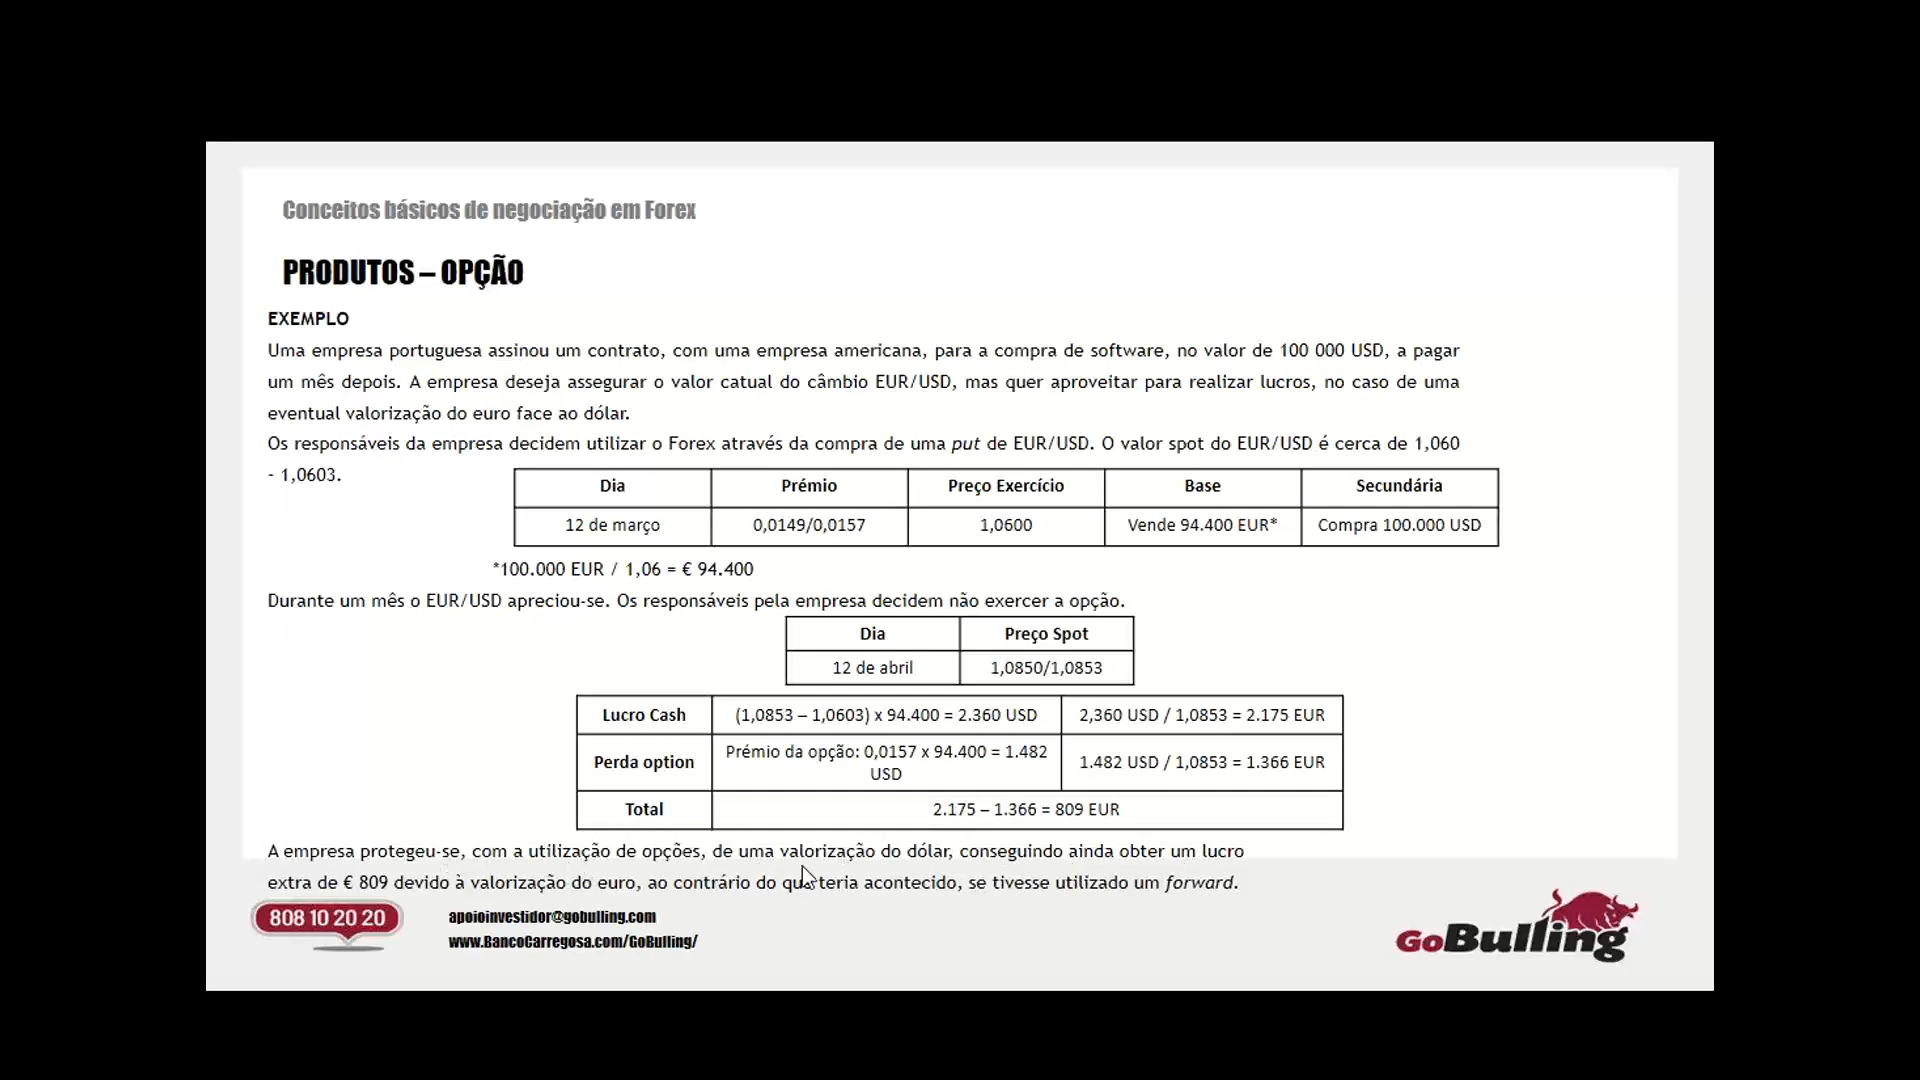 Conceitos básicos de negociação em Forex
PRODUTOS – OPÇÃO
EXEMPLO
Uma empresa portuguesa assinou um contrato, com uma empresa americana, para a compra de software, no valor de 100 000 USD, a pagar
um mês depois. A empresa deseja assegurar o valor catual do câmbio EUR/USD, mas quer aproveitar para realizar lucros, no caso de uma
eventual valorização do euro face ao dólar.
Os responsáveis da empresa decidem utilizar o Forex através da compra de uma put de EUR/USD. O valor spot do EUR/USD é cerca de 1,060
- 1,0603.
Dia Prémio Preço Exercício Base Secundária
12 de março 0,0149/0,0157 1,0600 Vende 94.400 EUR* Compra 100.000 USD
*100.000 EUR / 1,06 = € 94.400
Durante um mês o EUR/USD apreciou-se. Os responsáveis pela empresa decidem não exercer a opção.
Dia Preço Spot
12 de abril 1,0850/1,0853
Lucro Cash (1,0853 – 1,0603) x 94.400 = 2.360 USD 2,360 USD / 1,0853 = 2.175 EUR
Perda option Prémio da opção: 0,0157 x 94.400 = 1.482 USD 1.482 USD / 1,0853 = 1.366 EUR
Total 2.175 – 1.366 = 809 EUR
A empresa protegeu-se, com a utilização de opções, de uma valorização do dólar, conseguindo ainda obter um lucro
extra de € 809 devido à valorização do euro, ao contrário do que teria acontecido, se tivesse utilizado um forward.
808 10 20 20
apoioinvestidor@gobulling.com
www.BancoCarregosa.com/GoBulling/
GoBulling